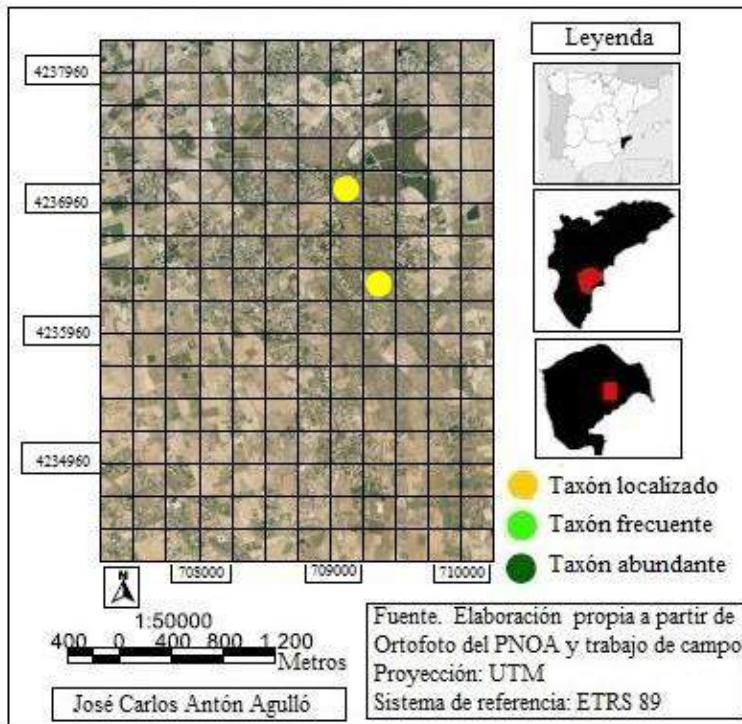 Leyenda
4237960
4236960
4235960
4234960
708000
709000
710000
Taxón localizado
Taxón frecuente
Taxón abundante
N
1:50000
400 0 400 800 1 200
Metros
José Carlos Antón Agulló
Fuente. Elaboración propia a partir de
Ortofoto del PNOA y trabajo de campo
Proyección: UTM
Sistema de referencia: ETRS 89